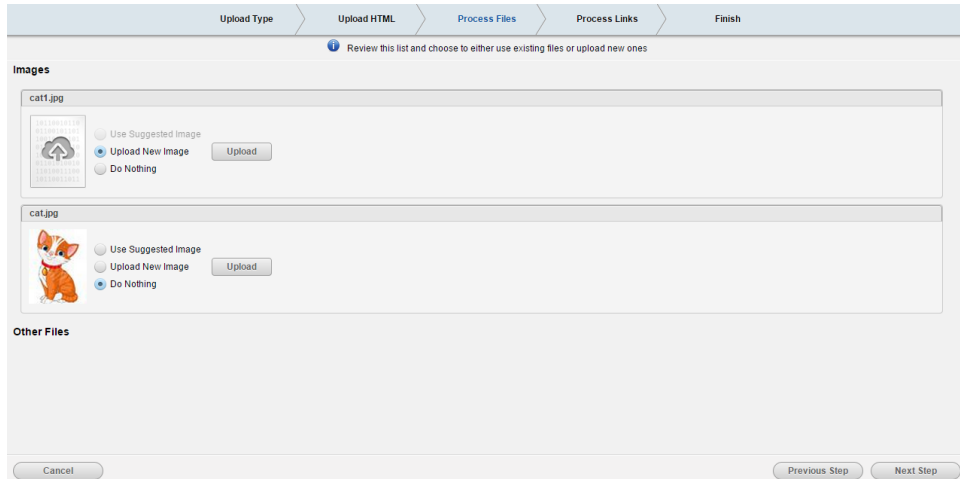 Upload Type Upload HTML Process Files Process Links Finish
Review this list and choose to either use existing files or upload new ones
Images
cat1.jpg
Use Suggested Image
Upload New Image Upload
Do Nothing
cat.jpg
Use Suggested Image
Upload New Image Upload
Do Nothing
Other Files
Cancel Previous Step Next Step